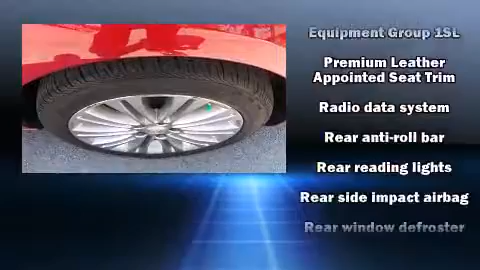 Equipment Group 1SL
Premium Leather
Appointed Seat Trim
Radio data system
Rear anti-roll bar
Rear reading lights
Rear side impact airbag
Rear window defroster